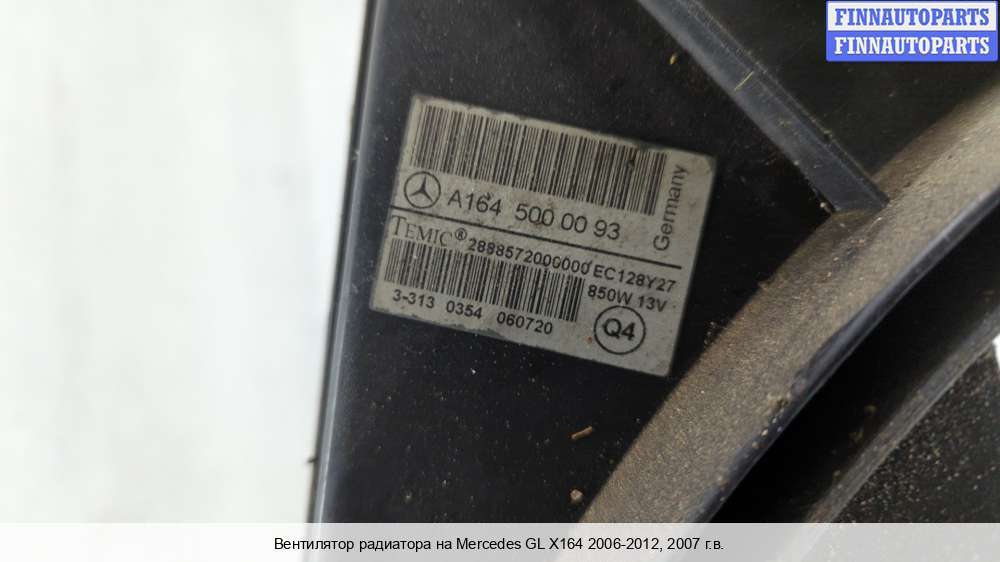 FINNAUTOPARTS
FINNAUTOPARTS
A164 500 00 93
Germany
TEMIC® 2888572000000 EC128Y27
850W 13V
3-313 0354 060720
Q4
Вентилятор радиатора на Mercedes GL X164 2006-2012, 2007 г.в.